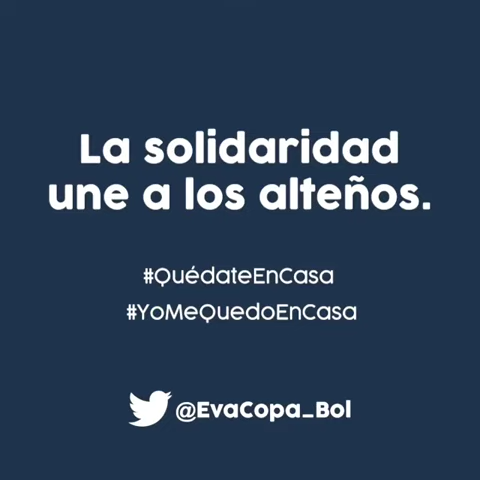 La solidaridad
une a los alteños.
#QuédateEnCasa
#YoMeQuedoEnCasa
@EvaCopa_Bol